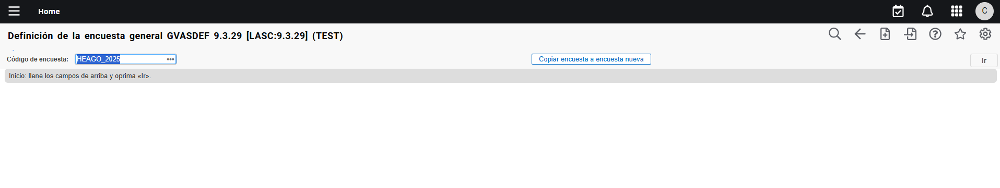 Home
C
Definición de la encuesta general GVASDEF 9.3.29 [LASC:9.3.29] (TEST)
Código de encuesta: HEAGO_2025 ••• Copiar encuesta a encuesta nueva Ir
Inicio: llene los campos de arriba y oprima «Ir».